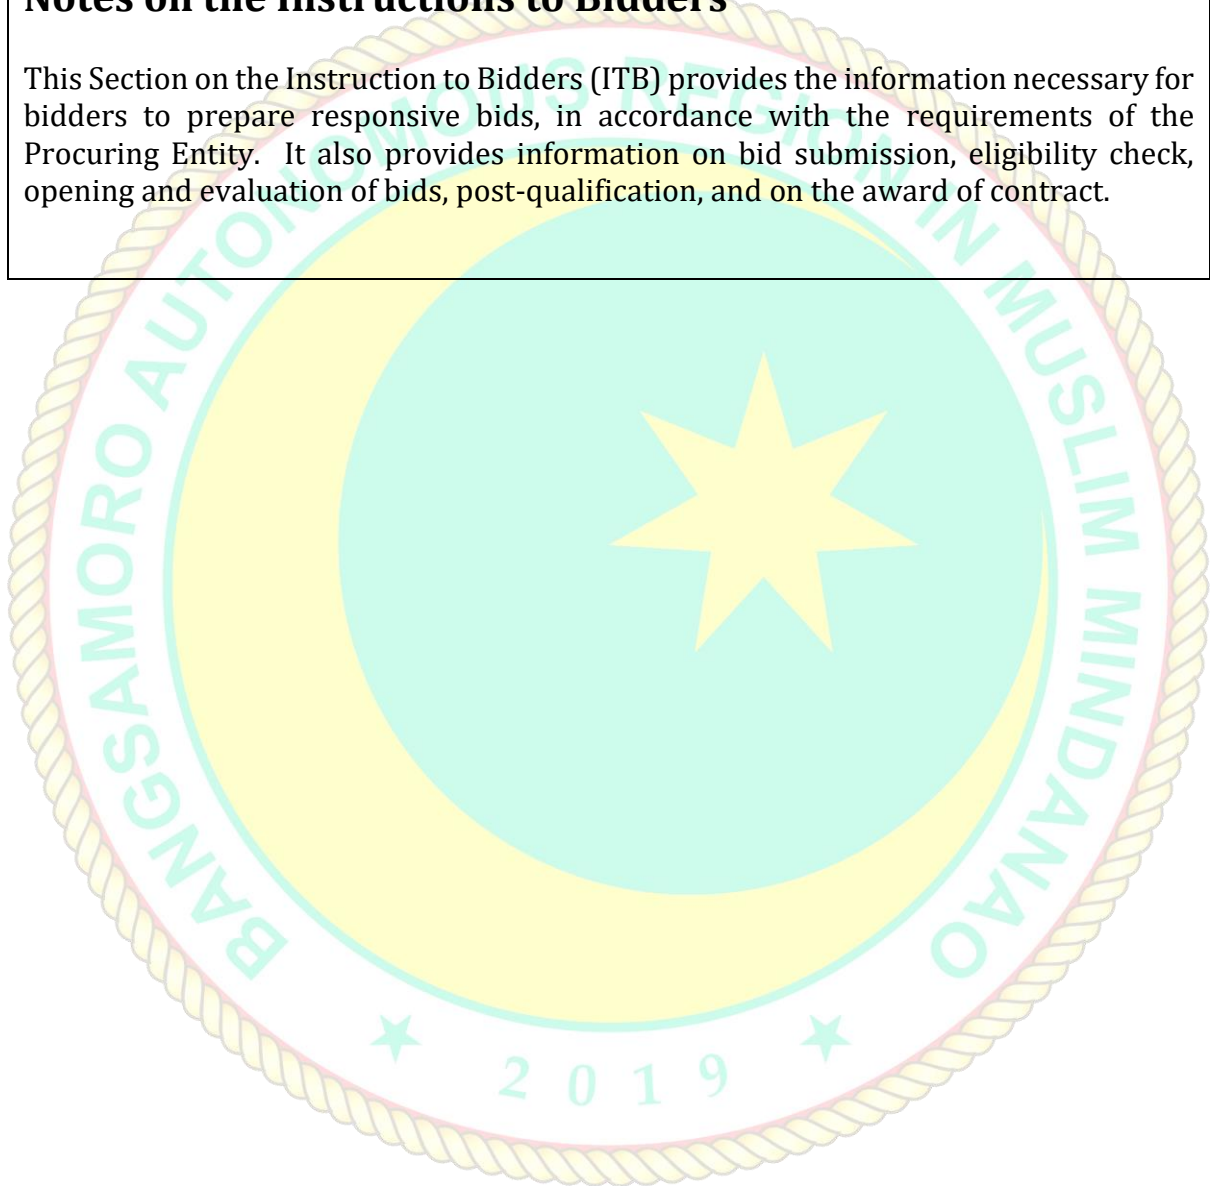 Notes on the Instructions to Bidders
This Section on the Instruction to Bidders (ITB) provides the information necessary for
bidders to prepare responsive bids, in accordance with the requirements of the
Procuring Entity. It also provides information on bid submission, eligibility check,
opening and evaluation of bids, post-qualification, and on the award of contract.
BANGSAMORO AUTONOMOUS REGION IN MUSLIM MINDANAO
2019